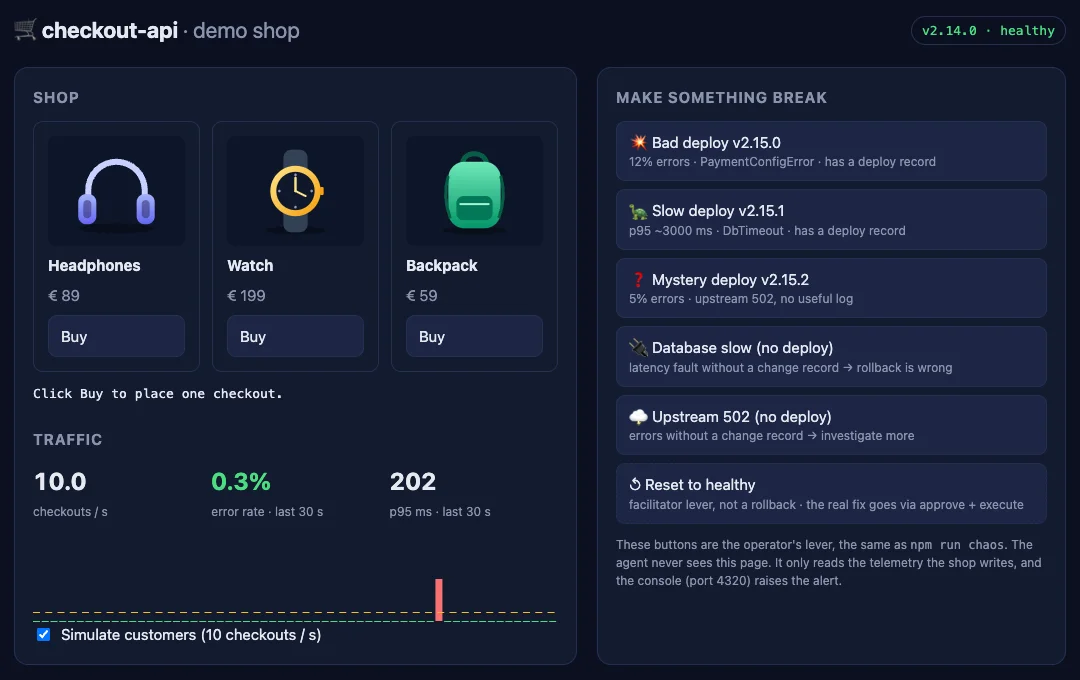 checkout-api · demo shop
v2.14.0 · healthy
SHOP
Headphones
€ 89
Buy
Watch
€ 199
Buy
Backpack
€ 59
Buy
Click Buy to place one checkout.
TRAFFIC
10.0
checkouts / s
0.3%
error rate · last 30 s
202
p95 ms · last 30 s
Simulate customers (10 checkouts / s)
MAKE SOMETHING BREAK
💥 Bad deploy v2.15.0
12% errors · PaymentConfigError · has a deploy record
🦕 Slow deploy v2.15.1
p95 ~3000 ms · DbTimeout · has a deploy record
❓ Mystery deploy v2.15.2
5% errors · upstream 502, no useful log
🔌 Database slow (no deploy)
latency fault without a change record → rollback is wrong
🌩 Upstream 502 (no deploy)
errors without a change record → investigate more
↺ Reset to healthy
facilitator lever, not a rollback · the real fix goes via approve + execute
These buttons are the operator's lever, the same as npm run chaos. The
agent never sees this page. It only reads the telemetry the shop writes, and
the console (port 4320) raises the alert.